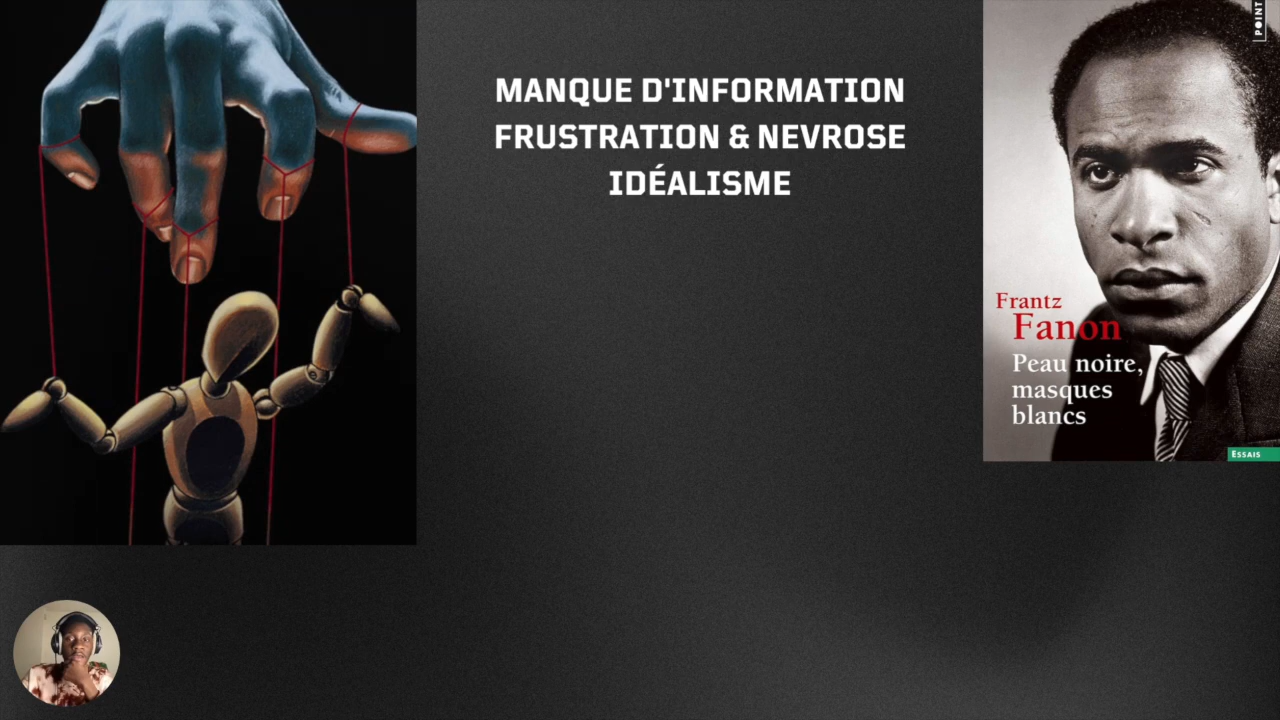 MANQUE D'INFORMATION
FRUSTRATION & NEVROSE
IDÉALISME
POINTS
Frantz
Fanon
Peau noire,
masques
blancs
ESSAIS